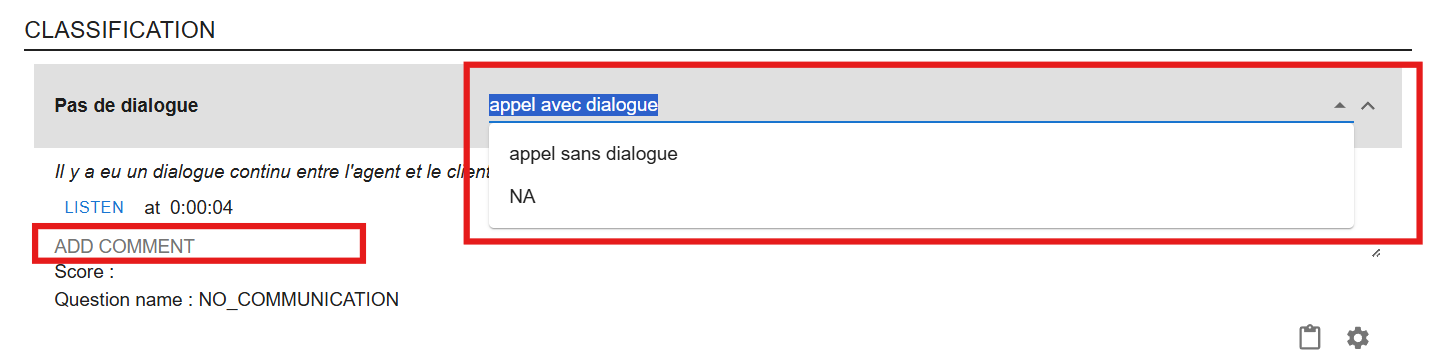 CLASSIFICATION
Pas de dialogue
appel avec dialogue
appel sans dialogue
NA
Il y a eu un dialogue continu entre l'agent et le client
LISTEN at 0:00:04
ADD COMMENT
Score :
Question name : NO_COMMUNICATION